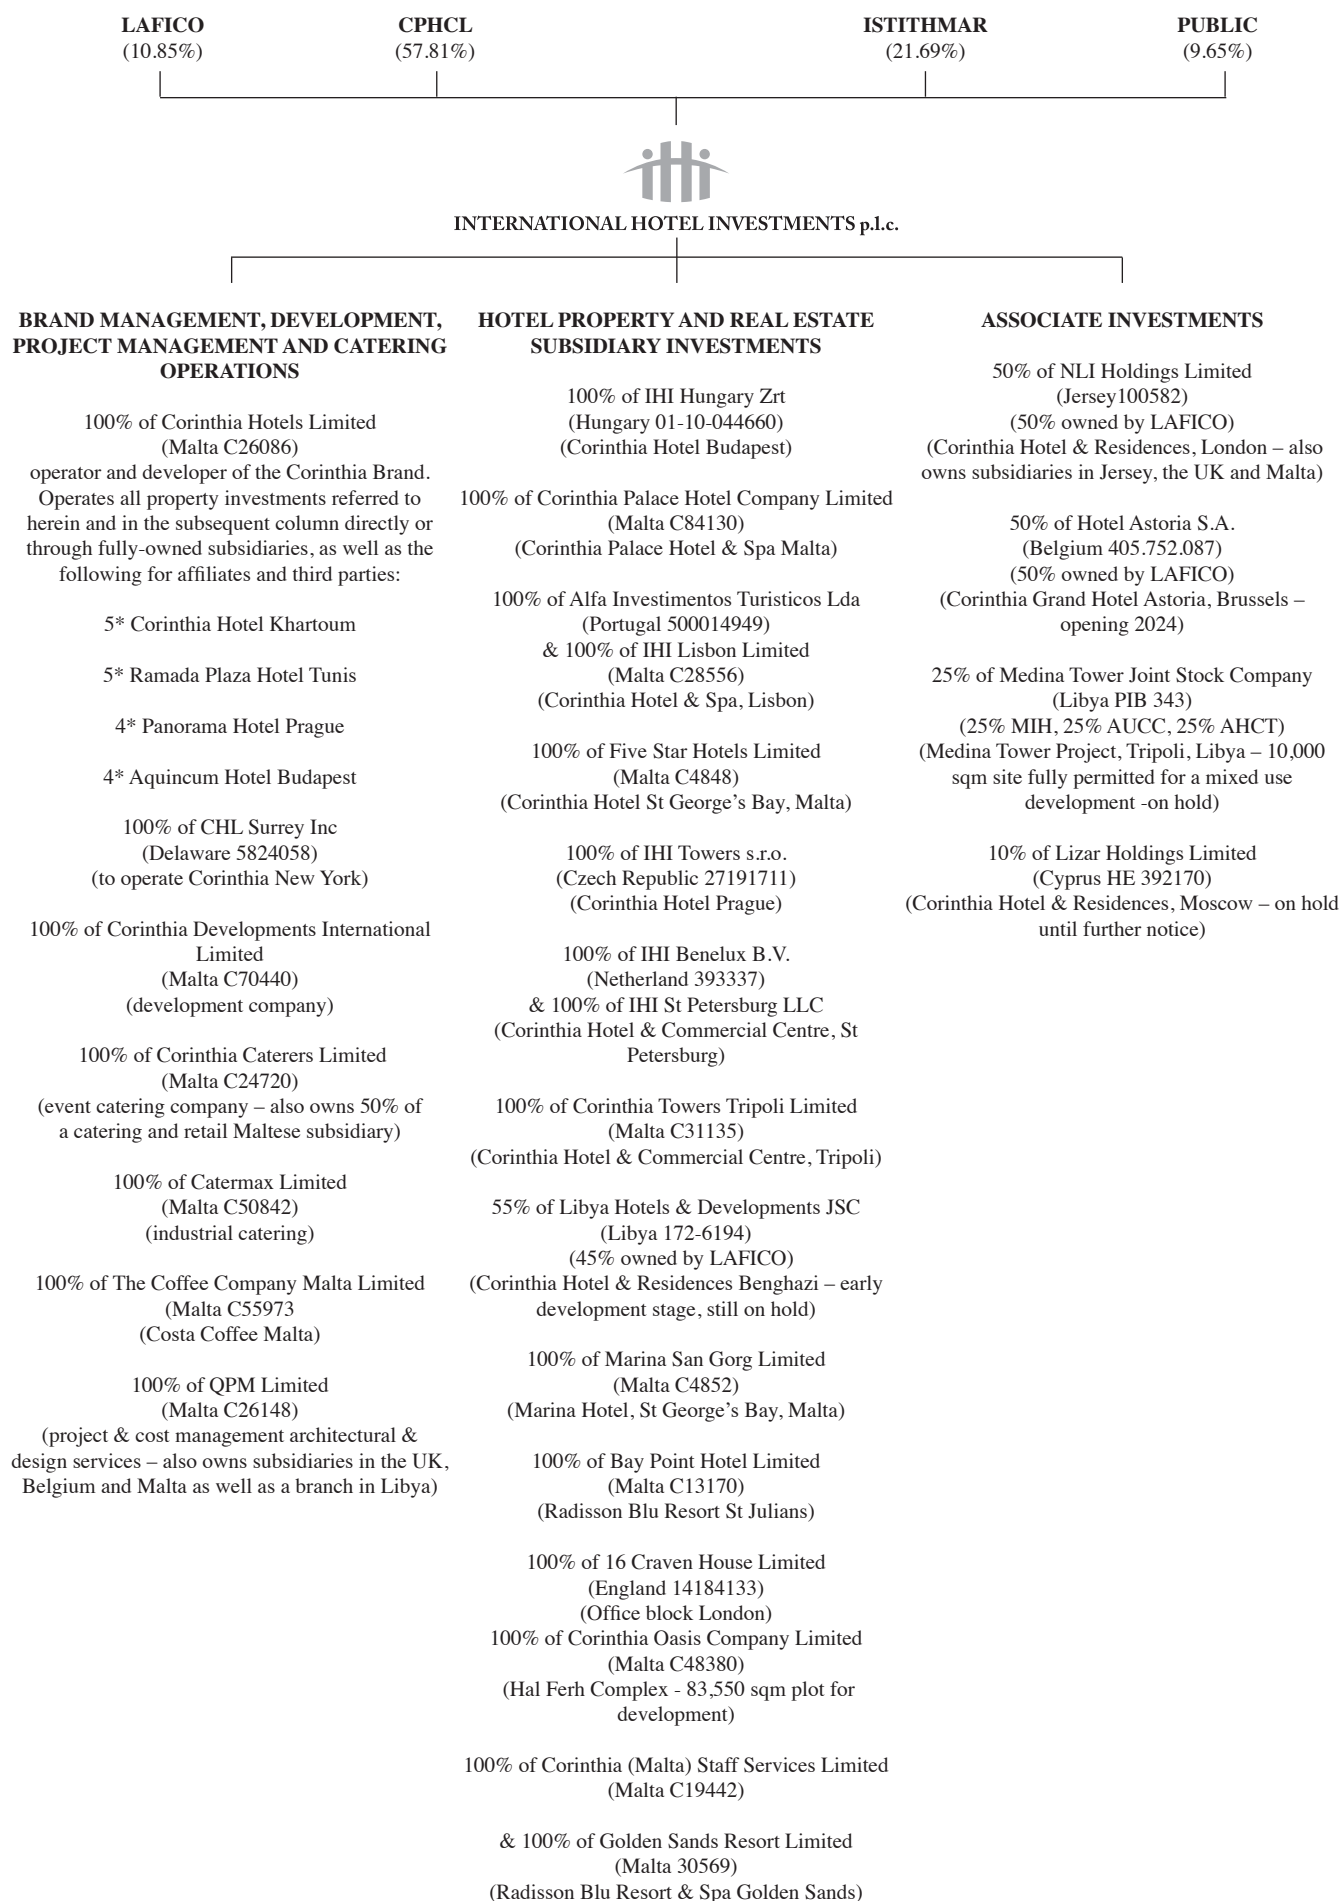 LAFICO
(10.85%)
CPHCL
(57.81%)
ISTITHMAR
(21.69%)
PUBLIC
(9.65%)
IHI
INTERNATIONAL HOTEL INVESTMENTS p.l.c.
BRAND MANAGEMENT, DEVELOPMENT,
PROJECT MANAGEMENT AND CATERING
OPERATIONS
100% of Corinthia Hotels Limited
(Malta C26086)
operator and developer of the Corinthia Brand.
Operates all property investments referred to
herein and in the subsequent column directly or
through fully-owned subsidiaries, as well as the
following for affiliates and third parties:
5* Corinthia Hotel Khartoum
5* Ramada Plaza Hotel Tunis
4* Panorama Hotel Prague
4* Aquincum Hotel Budapest
100% of CHL Surrey Inc
(Delaware 5824058)
(to operate Corinthia New York)
100% of Corinthia Developments International
Limited
(Malta C70440)
(development company)
100% of Corinthia Caterers Limited
(Malta C24720)
(event catering company – also owns 50% of
a catering and retail Maltese subsidiary)
100% of Catermax Limited
(Malta C50842)
(industrial catering)
100% of The Coffee Company Malta Limited
(Malta C55973
(Costa Coffee Malta)
100% of QPM Limited
(Malta C26148)
(project & cost management architectural &
design services – also owns subsidiaries in the UK,
Belgium and Malta as well as a branch in Libya)
HOTEL PROPERTY AND REAL ESTATE
SUBSIDIARY INVESTMENTS
100% of IHI Hungary Zrt
(Hungary 01-10-044660)
(Corinthia Hotel Budapest)
100% of Corinthia Palace Hotel Company Limited
(Malta C84130)
(Corinthia Palace Hotel & Spa Malta)
100% of Alfa Investimentos Turisticos Lda
(Portugal 500014949)
& 100% of IHI Lisbon Limited
(Malta C28556)
(Corinthia Hotel & Spa, Lisbon)
100% of Five Star Hotels Limited
(Malta C4848)
(Corinthia Hotel St George's Bay, Malta)
100% of IHI Towers s.r.o.
(Czech Republic 27191711)
(Corinthia Hotel Prague)
100% of IHI Benelux B.V.
(Netherland 393337)
& 100% of IHI St Petersburg LLC
(Corinthia Hotel & Commercial Centre, St
Petersburg)
100% of Corinthia Towers Tripoli Limited
(Malta C31135)
(Corinthia Hotel & Commercial Centre, Tripoli)
55% of Libya Hotels & Developments JSC
(Libya 172-6194)
(45% owned by LAFICO)
(Corinthia Hotel & Residences Benghazi – early
development stage, still on hold)
100% of Marina San Gorg Limited
(Malta C4852)
(Marina Hotel, St George's Bay, Malta)
100% of Bay Point Hotel Limited
(Malta C13170)
(Radisson Blu Resort St Julians)
100% of 16 Craven House Limited
(England 14184133)
(Office block London)
100% of Corinthia Oasis Company Limited
(Malta C48380)
(Hal Ferh Complex - 83,550 sqm plot for
development)
100% of Corinthia (Malta) Staff Services Limited
(Malta C19442)
& 100% of Golden Sands Resort Limited
(Malta 30569)
(Radisson Blu Resort & Spa Golden Sands)
ASSOCIATE INVESTMENTS
50% of NLI Holdings Limited
(Jersey100582)
(50% owned by LAFICO)
(Corinthia Hotel & Residences, London – also
owns subsidiaries in Jersey, the UK and Malta)
50% of Hotel Astoria S.A.
(Belgium 405.752.087)
(50% owned by LAFICO)
(Corinthia Grand Hotel Astoria, Brussels –
opening 2024)
25% of Medina Tower Joint Stock Company
(Libya PIB 343)
(25% MIH, 25% AUCC, 25% AHCT)
(Medina Tower Project, Tripoli, Libya – 10,000
sqm site fully permitted for a mixed use
development -on hold)
10% of Lizar Holdings Limited
(Cyprus HE 392170)
(Corinthia Hotel & Residences, Moscow – on hold
until further notice)